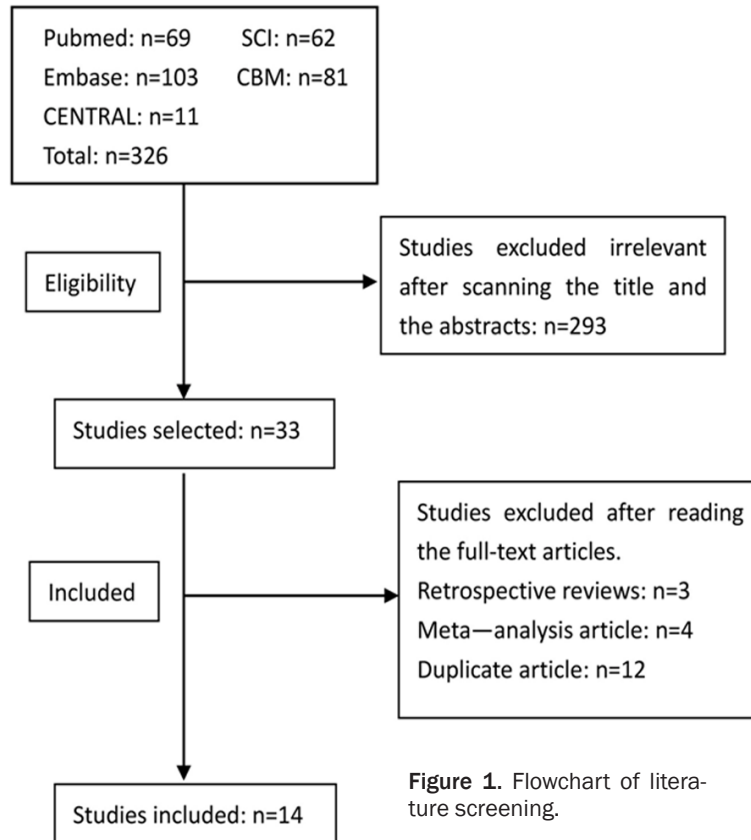 Pubmed: n=69 SCI: n=62
Embase: n=103 CBM: n=81
CENTRAL: n=11
Total: n=326
Eligibility
Studies excluded irrelevant
after scanning the title and
the abstracts: n=293
Studies selected: n=33
Included
Studies excluded after reading
the full-text articles.
Retrospective reviews: n=3
Meta—analysis article: n=4
Duplicate article: n=12
Studies included: n=14
Figure 1. Flowchart of litera-
ture screening.